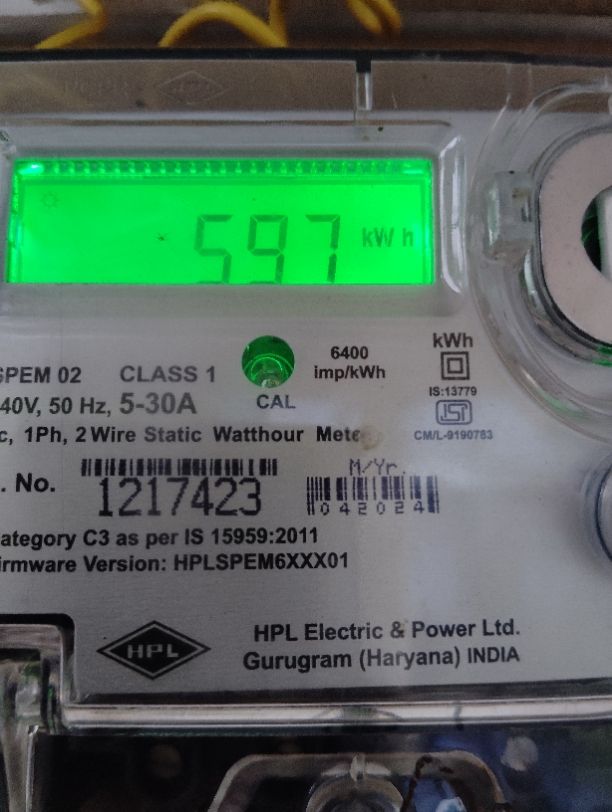 597 kWh
SPEM 02 CLASS 1
6400
imp/kWh
kWh
40V, 50 Hz, 5-30A
CAL
IS:13779
ISI
c, 1Ph, 2 Wire Static Watthour Mete
CM/L-9190783
. No.
1217423
M/Yr.
042024
ategory C3 as per IS 15959:2011
irmware Version: HPLSPEM6XXX01
HPL
HPL Electric & Power Ltd.
Gurugram (Haryana) INDIA